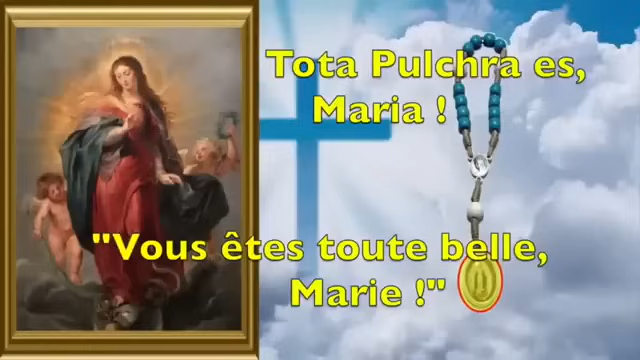 Tota Pulchra es,
Maria !
"Vous êtes toute belle,
Marie !"